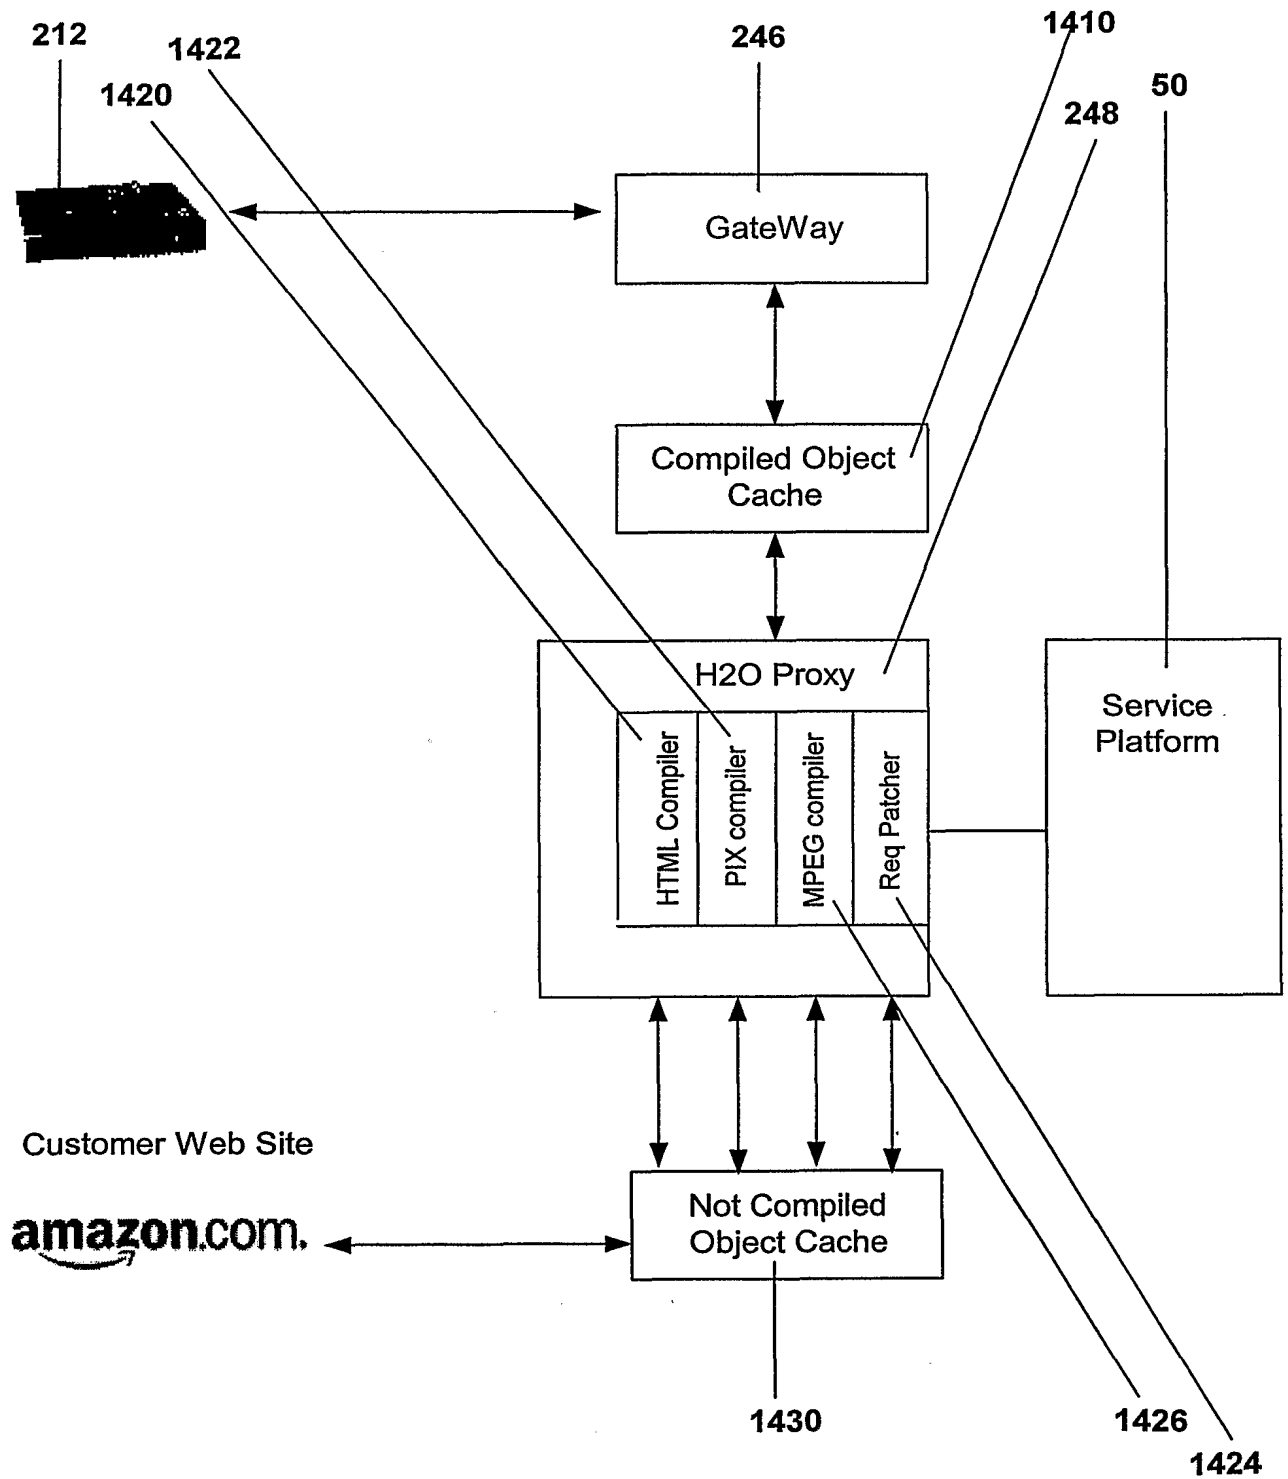 212
1422
246
1410
1420
50
248
GateWay
Compiled Object
Cache
H2O Proxy
HTML Compiler
PIX compiler
MPEG compiler
Req Patcher
Service
Platform
Customer Web Site
amazon.com.
Not Compiled
Object Cache
1430
1426
1424